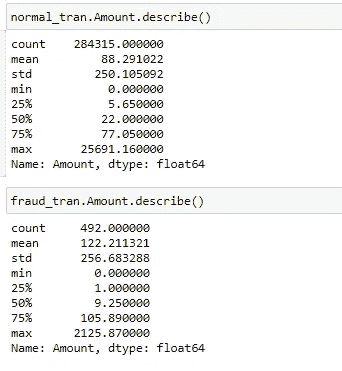 normal_tran.Amount.describe()
count    284315.000000
mean         88.291022
std         250.105092
min           0.000000
25%           5.650000
50%          22.000000
75%          77.050000
max       25691.160000
Name: Amount, dtype: float64
fraud_tran.Amount.describe()
count     492.000000
mean      122.211321
std       256.683288
min         0.000000
25%         1.000000
50%         9.250000
75%       105.890000
max      2125.870000
Name: Amount, dtype: float64